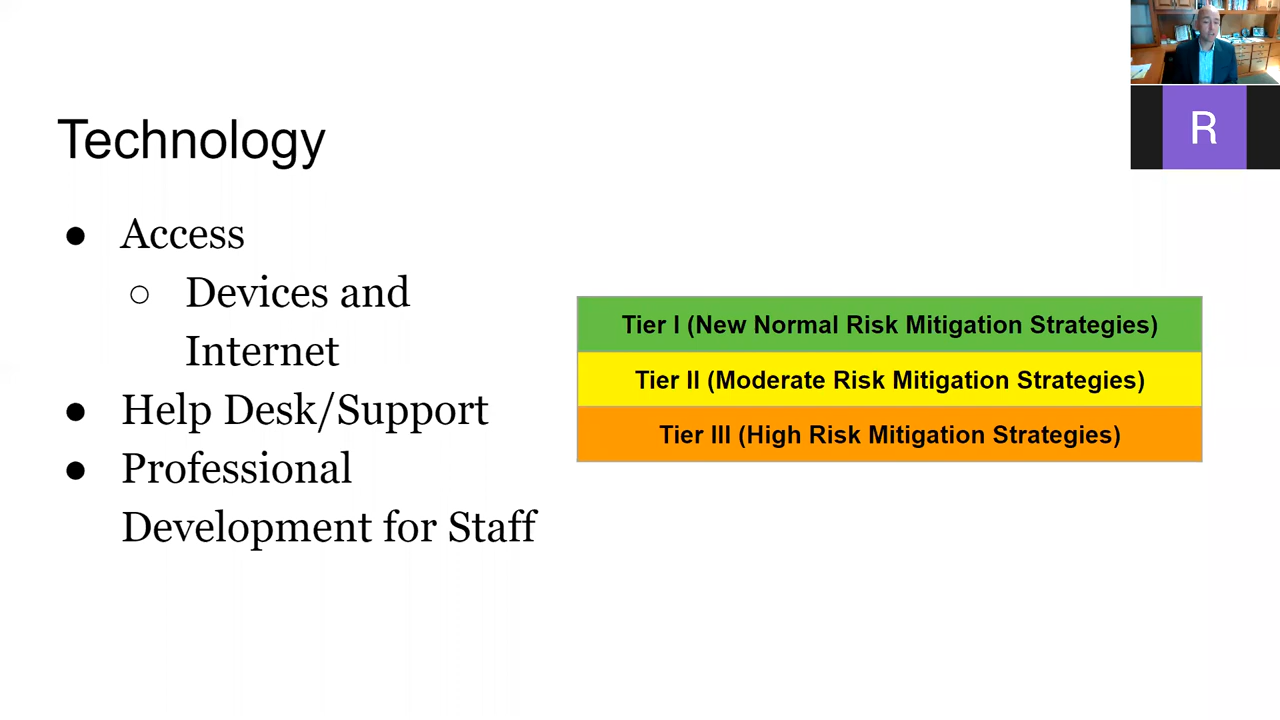 Technology
● Access
○ Devices and
Internet
● Help Desk/Support
● Professional
Development for Staff
Tier I (New Normal Risk Mitigation Strategies)
Tier II (Moderate Risk Mitigation Strategies)
Tier III (High Risk Mitigation Strategies)
R